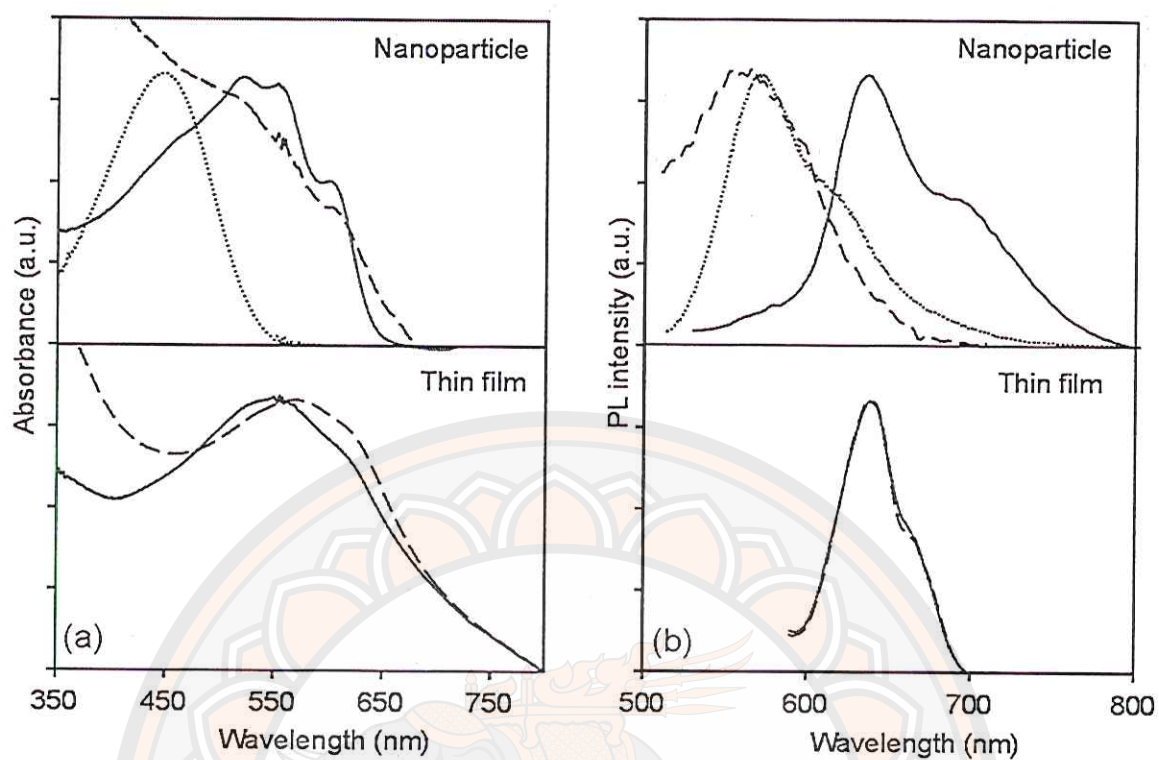 Nanoparticle
Nanoparticle
Absorbance (a.u.)
PL intensity (a.u.)
Thin film
Thin film
(a)
(b)
350 450 550 650 750
500 600 700 800
Wavelength (nm)
Wavelength (nm)